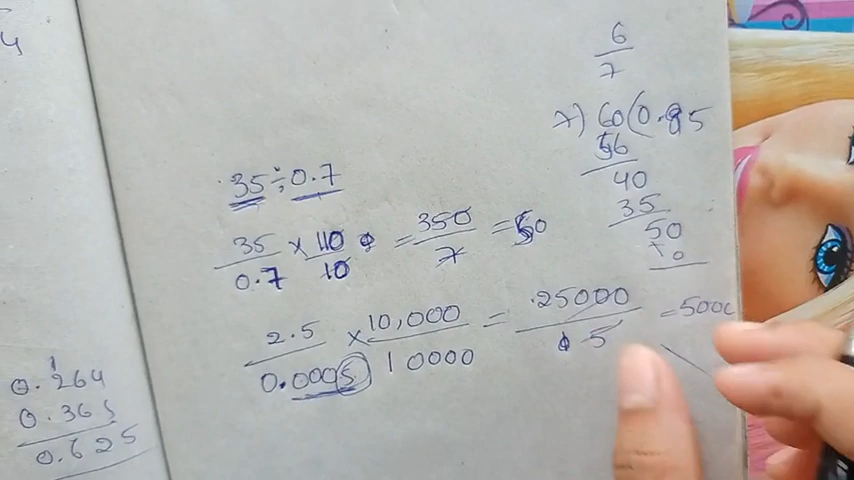 4
6
7
7) 60 (0.85
56
40
35
50
35 ÷ 0.7
35/0.7 × 10/10 = 350/7 = 50
2.5/0.0005 × 10,000/10000 = 25000/5 = 5000
0.264
0.365
0.625